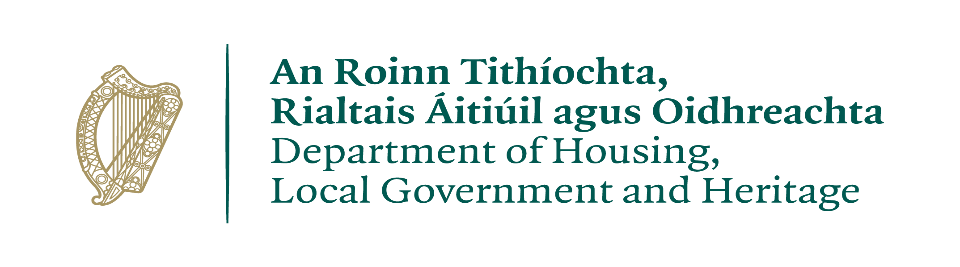 An Roinn Tithíochta,
Rialtais Áitiúil agus Oidhreachta
Department of Housing,
Local Government and Heritage